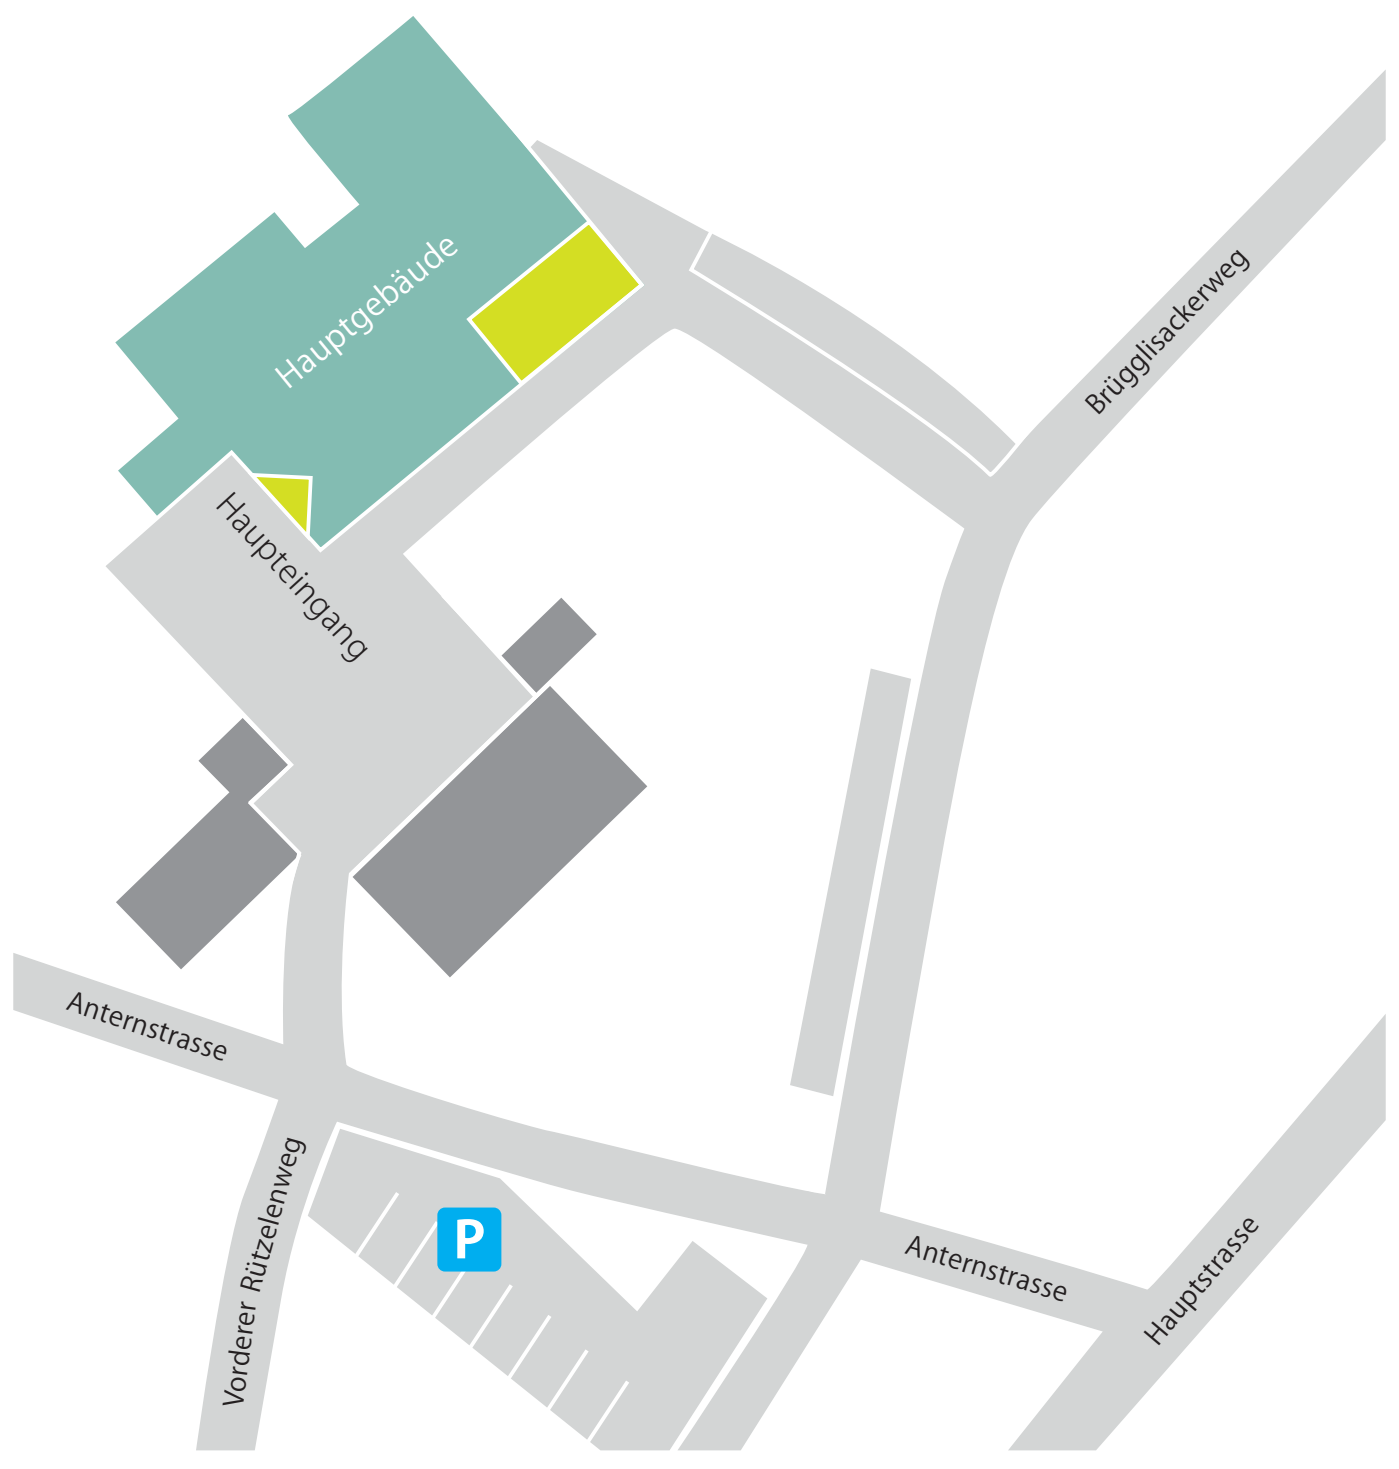 Hauptgebäude
Brügglisackerweg
Haupteingang
Anternstrasse
Vorderer Rützelenweg
P
Anternstrasse
Hauptstrasse